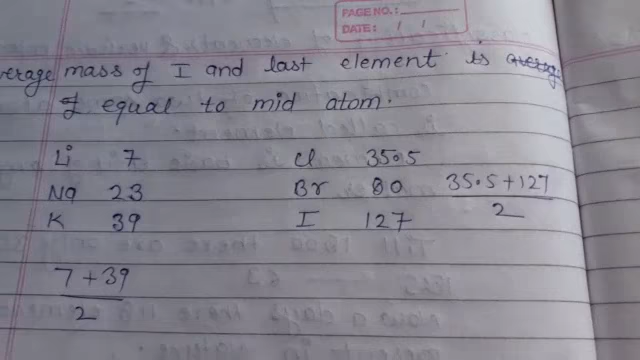 PAGE NO.:
DATE: / /
verage mass of I and last element is
of equal to mid atom.
Li 7 Cl 35.5
Na 23 Br 80 35.5+127
K 39 I 127 2
7+39
2